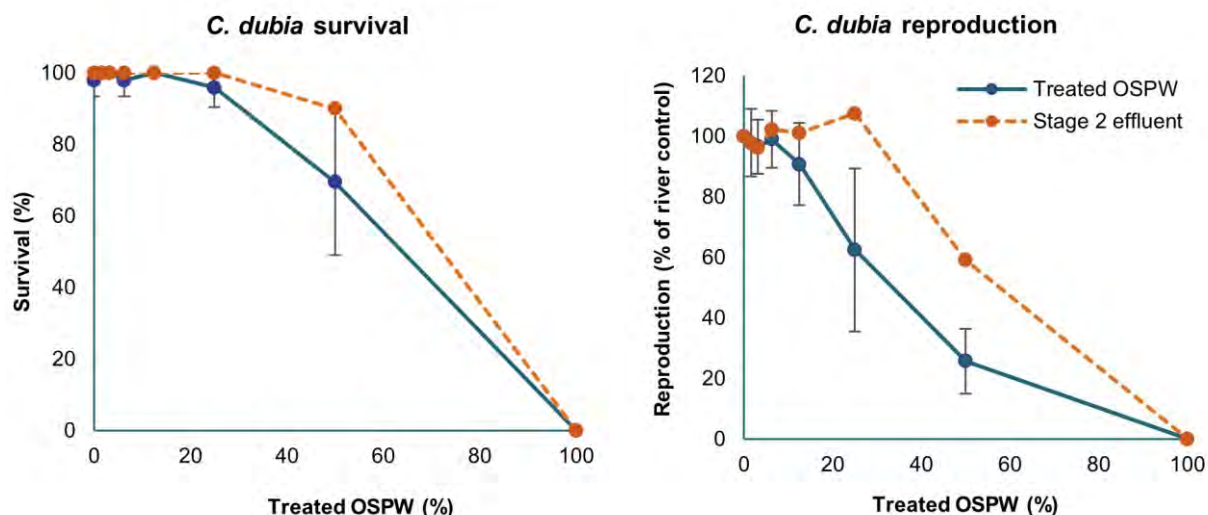 C. dubia survival
100
80
60
40
20
0
Survival (%)
0 20 40 60 80 100
Treated OSPW (%)
C. dubia reproduction
120
100
80
60
40
20
0
Reproduction (% of river control)
Treated OSPW
Stage 2 effluent
0 20 40 60 80 100
Treated OSPW (%)